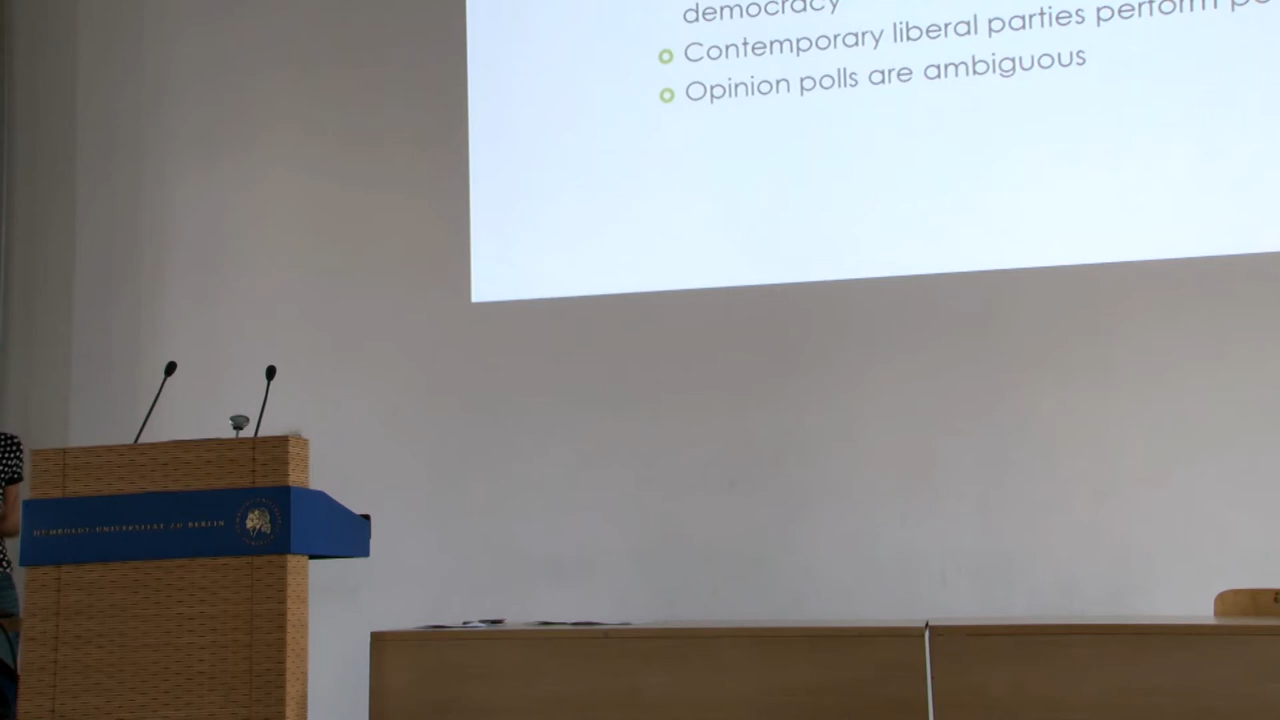 democracy
Contemporary liberal parties perform
Opinion polls are ambiguous
HUMBOLDT-UNIVERSITÄT ZU BERLIN